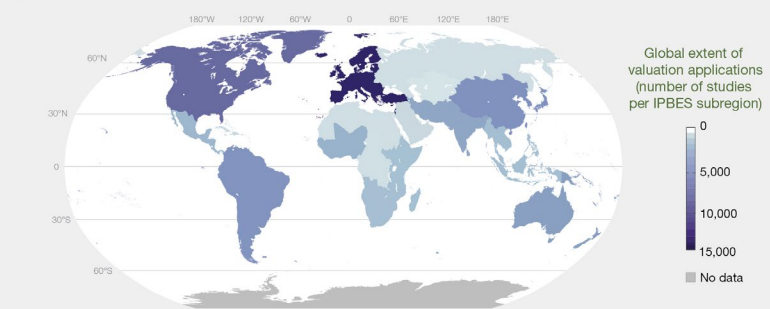 180°W 120°W 60°W 0 60°E 120°E 180°E
60°N
30°N
0
30°S
60°S
Global extent of
valuation applications
(number of studies
per IPBES subregion)
0
5,000
10,000
15,000
No data